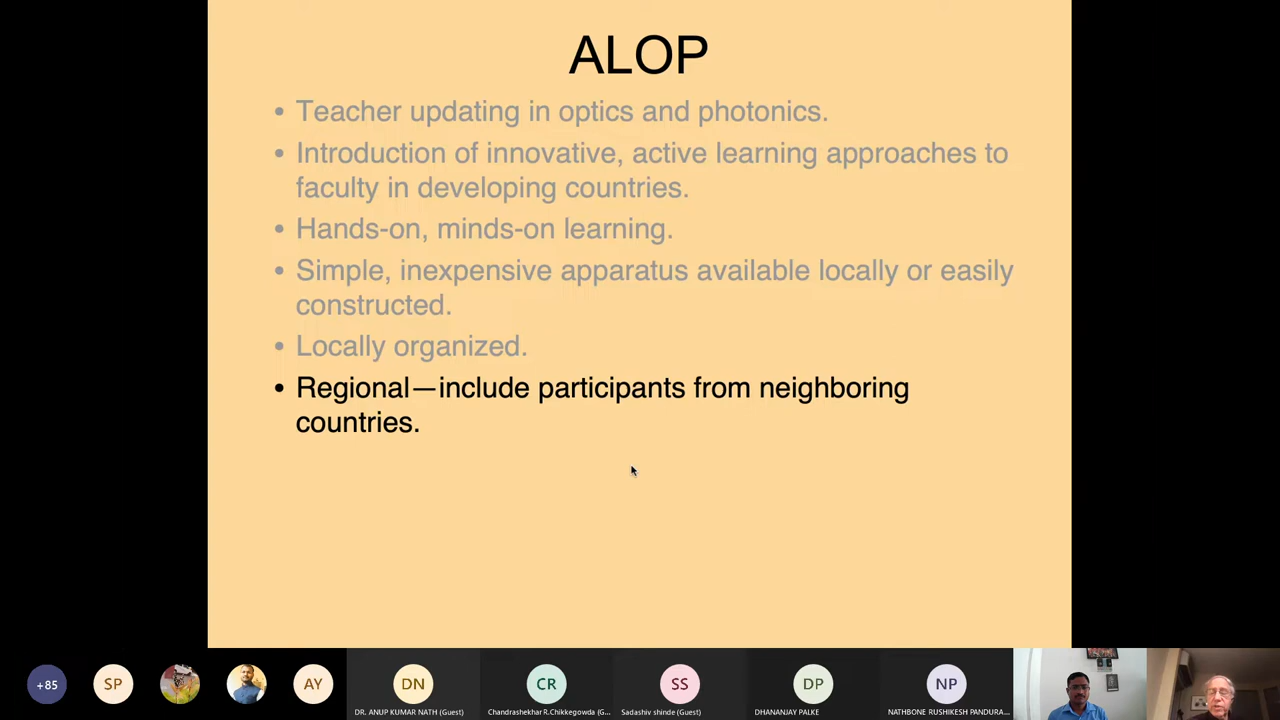 ALOP
• Teacher updating in optics and photonics.
• Introduction of innovative, active learning approaches to
faculty in developing countries.
• Hands-on, minds-on learning.
• Simple, inexpensive apparatus available locally or easily
constructed.
• Locally organized.
• Regional—include participants from neighboring
countries.
+85
SP
AY
DN
CR
SS
DP
NP
DR. ANUP KUMAR NATH (Guest)
Chandrashekhar R.Chikkegowda (G...
Sadashiv shinde (Guest)
DHANANJAY PALKE
NATHBONE RUSHIKESH PANDURA...